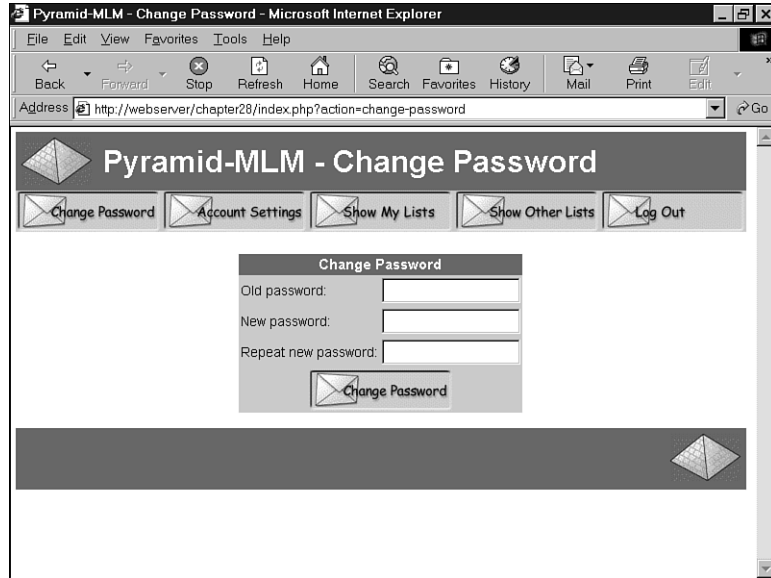 Pyramid-MLM - Change Password - Microsoft Internet Explorer
File Edit View Favorites Tools Help
Back Forward Stop Refresh Home Search Favorites History Mail Print Edit
Address http://webserver/chapter28/index.php?action=change-password Go
Pyramid-MLM - Change Password
Change Password Account Settings Show My Lists Show Other Lists Log Out
Change Password
Old password:
New password:
Repeat new password:
Change Password